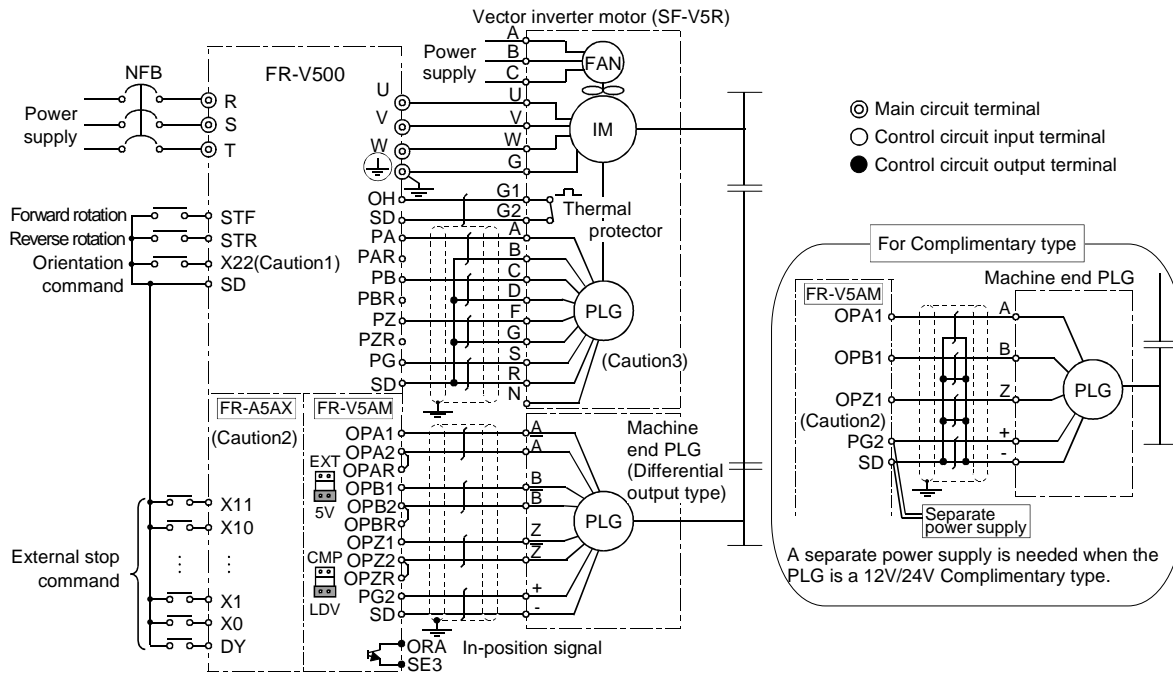 Vector inverter motor (SF-V5R)
NFB
FR-V500
Power
supply
R
S
T
U
V
W
Power
supply
A
B
C
FAN
U
V
W
G
IM
Main circuit terminal
Control circuit input terminal
Control circuit output terminal
OH
SD
G1
G2
Thermal
protector
Forward rotation
Reverse rotation
Orientation
command
STF
STR
X22(Caution1)
SD
PA
PAR
PB
PBR
PZ
PZR
PG
SD
A
B
C
D
F
G
S
R
N
PLG
(Caution3)
FR-A5AX
(Caution2)
FR-V5AM
EXT
5V
CMP
LDV
OPA1
OPA2
OPAR
OPB1
OPB2
OPBR
OPZ1
OPZ2
OPZR
PG2
SD
A
A
B
B
Z
Z
+
-
PLG
Machine
end PLG
(Differential
output type)
External stop
command
X11
X10
X1
X0
DY
ORA
SE3
In-position signal
For Complimentary type
Machine end PLG
FR-V5AM
OPA1
OPB1
OPZ1
(Caution2)
PG2
SD
A
B
Z
+
-
PLG
Separate
power supply
A separate power supply is needed when the
PLG is a 12V/24V Complimentary type.